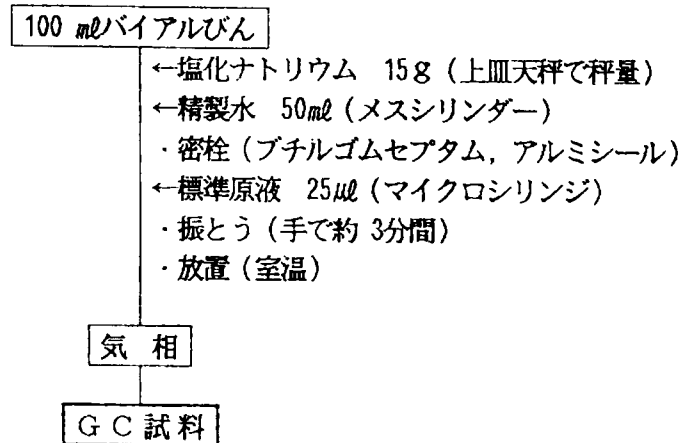 100 mlバイアルびん
←塩化ナトリウム 15g(上皿天秤で秤量)
←精製水 50ml(メスシリンダー)
・密栓(ブチルゴムセプタム,アルミシール)
←標準原液 25μl(マイクロシリンジ)
・振とう(手で約 3分間)
・放置(室温)
気 相
GC試料